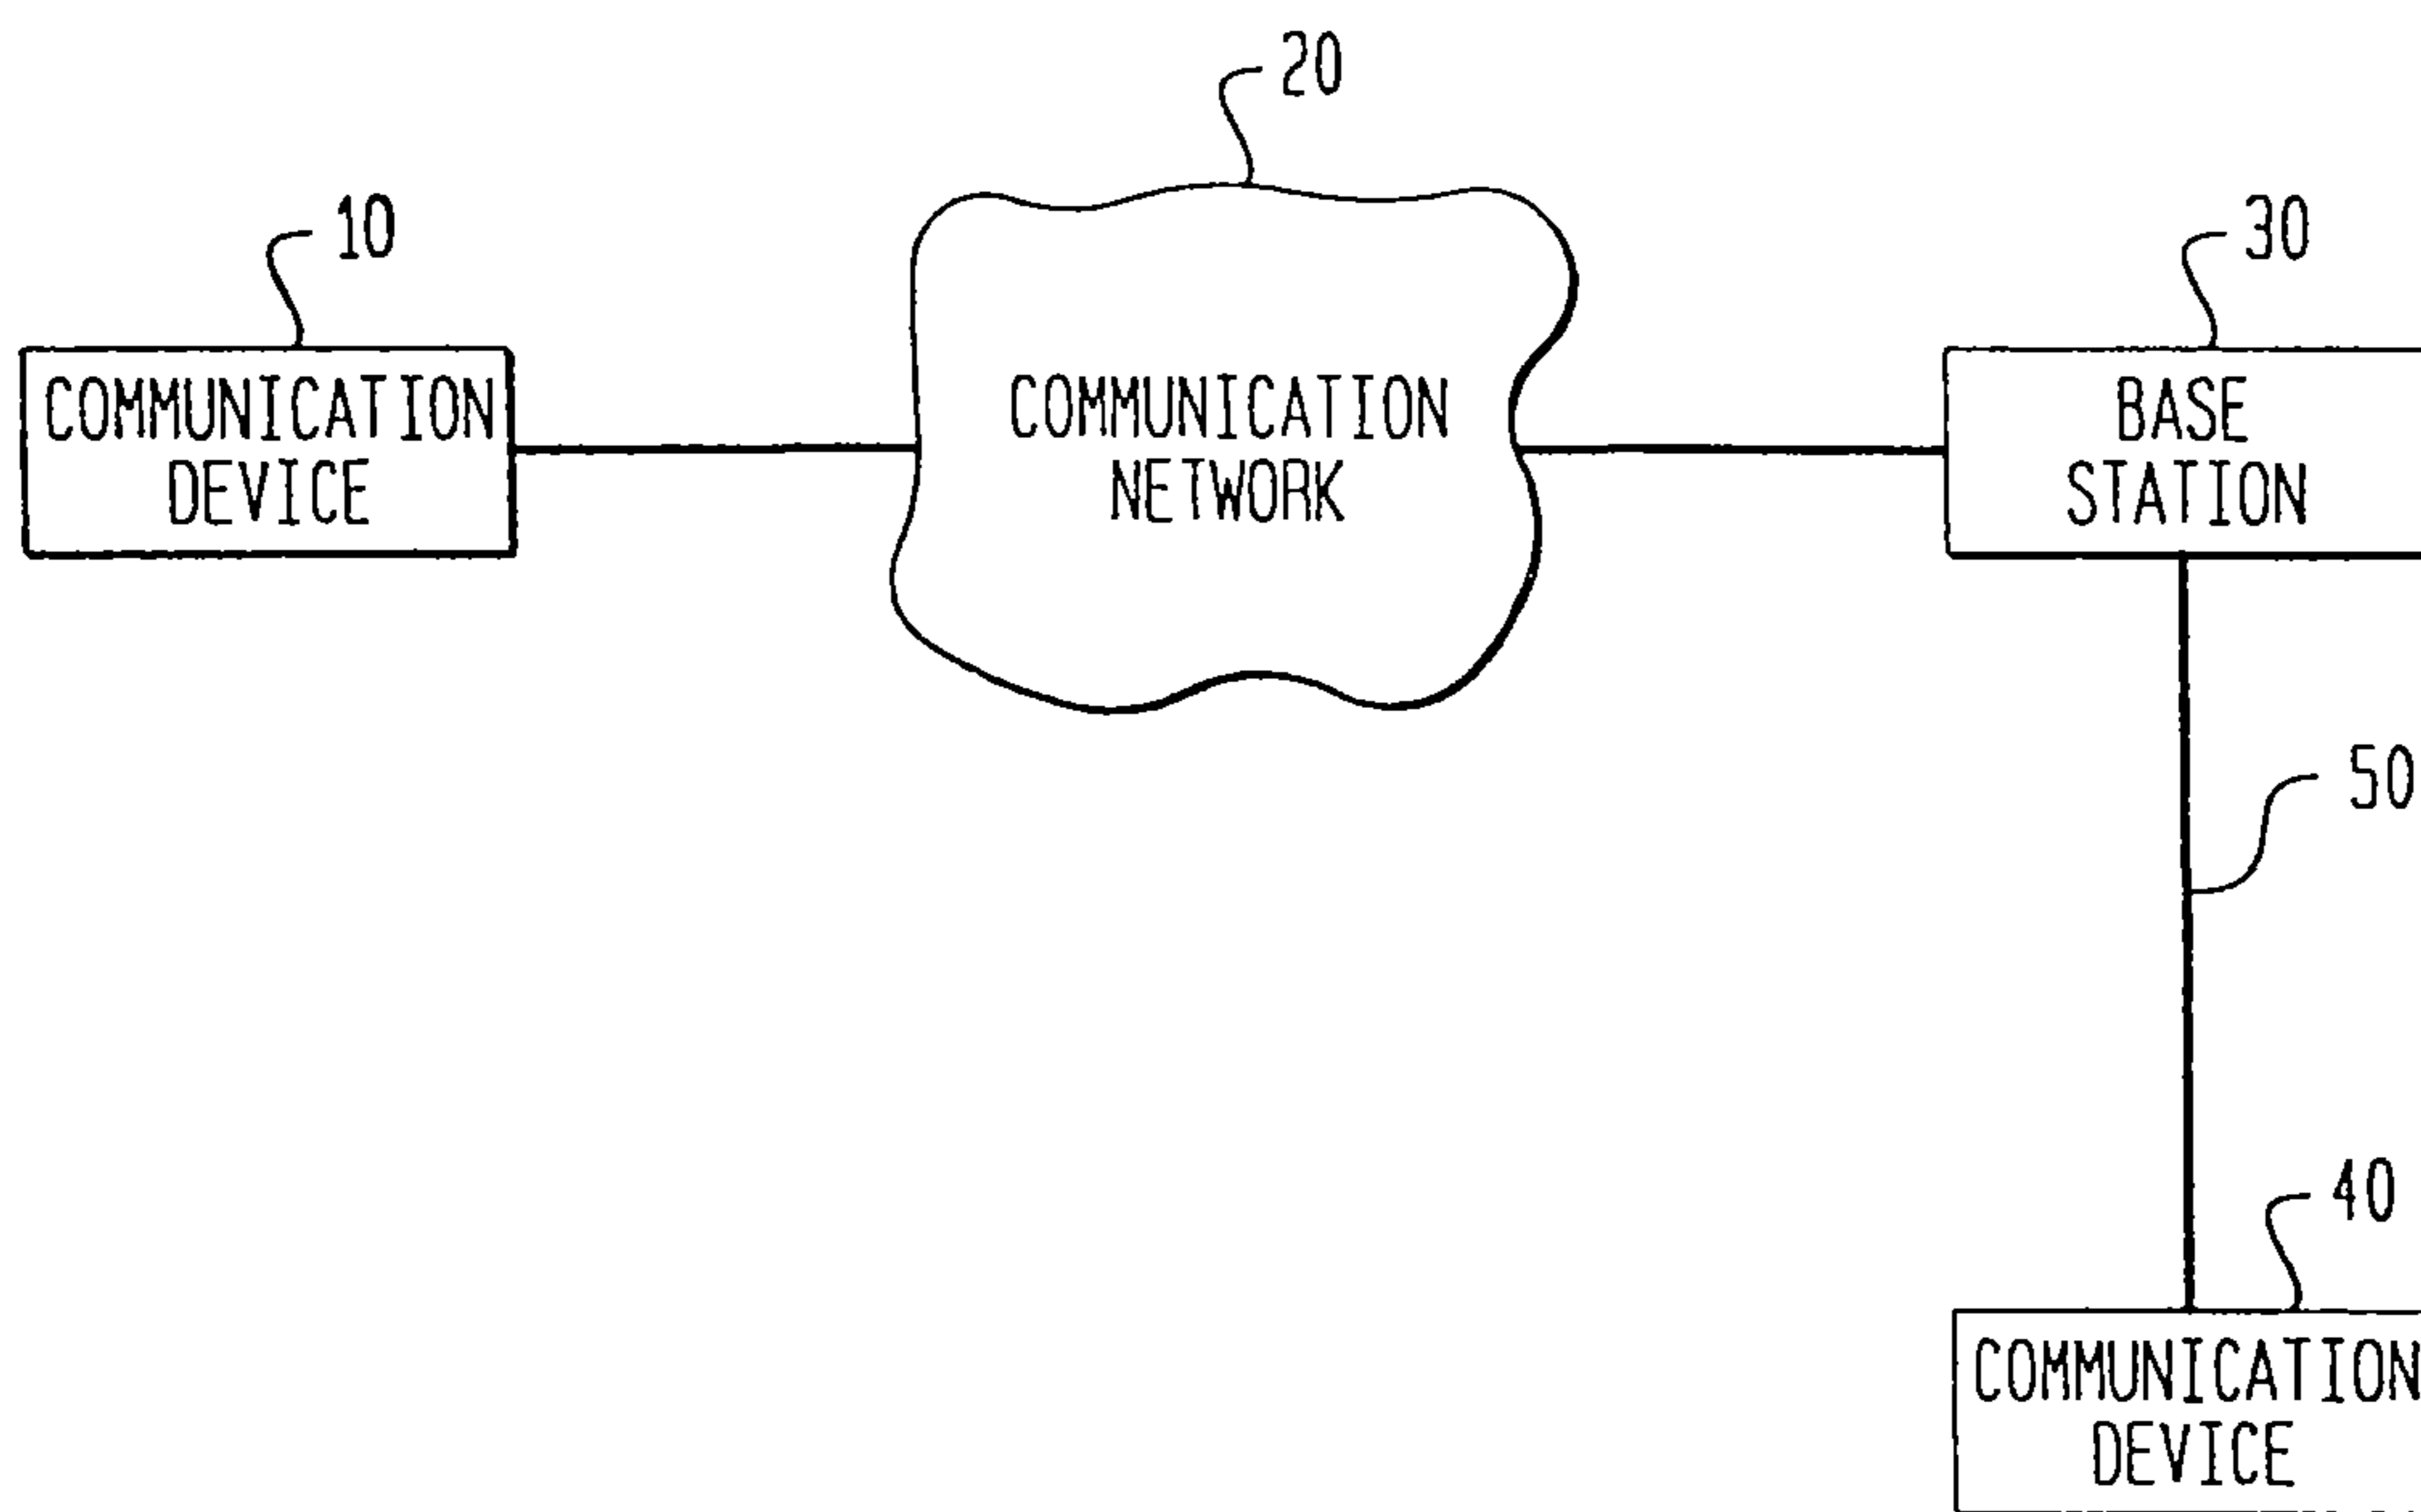 20
10
30
COMMUNICATION
DEVICE
COMMUNICATION
NETWORK
BASE
STATION
50
40
COMMUNICATION
DEVICE